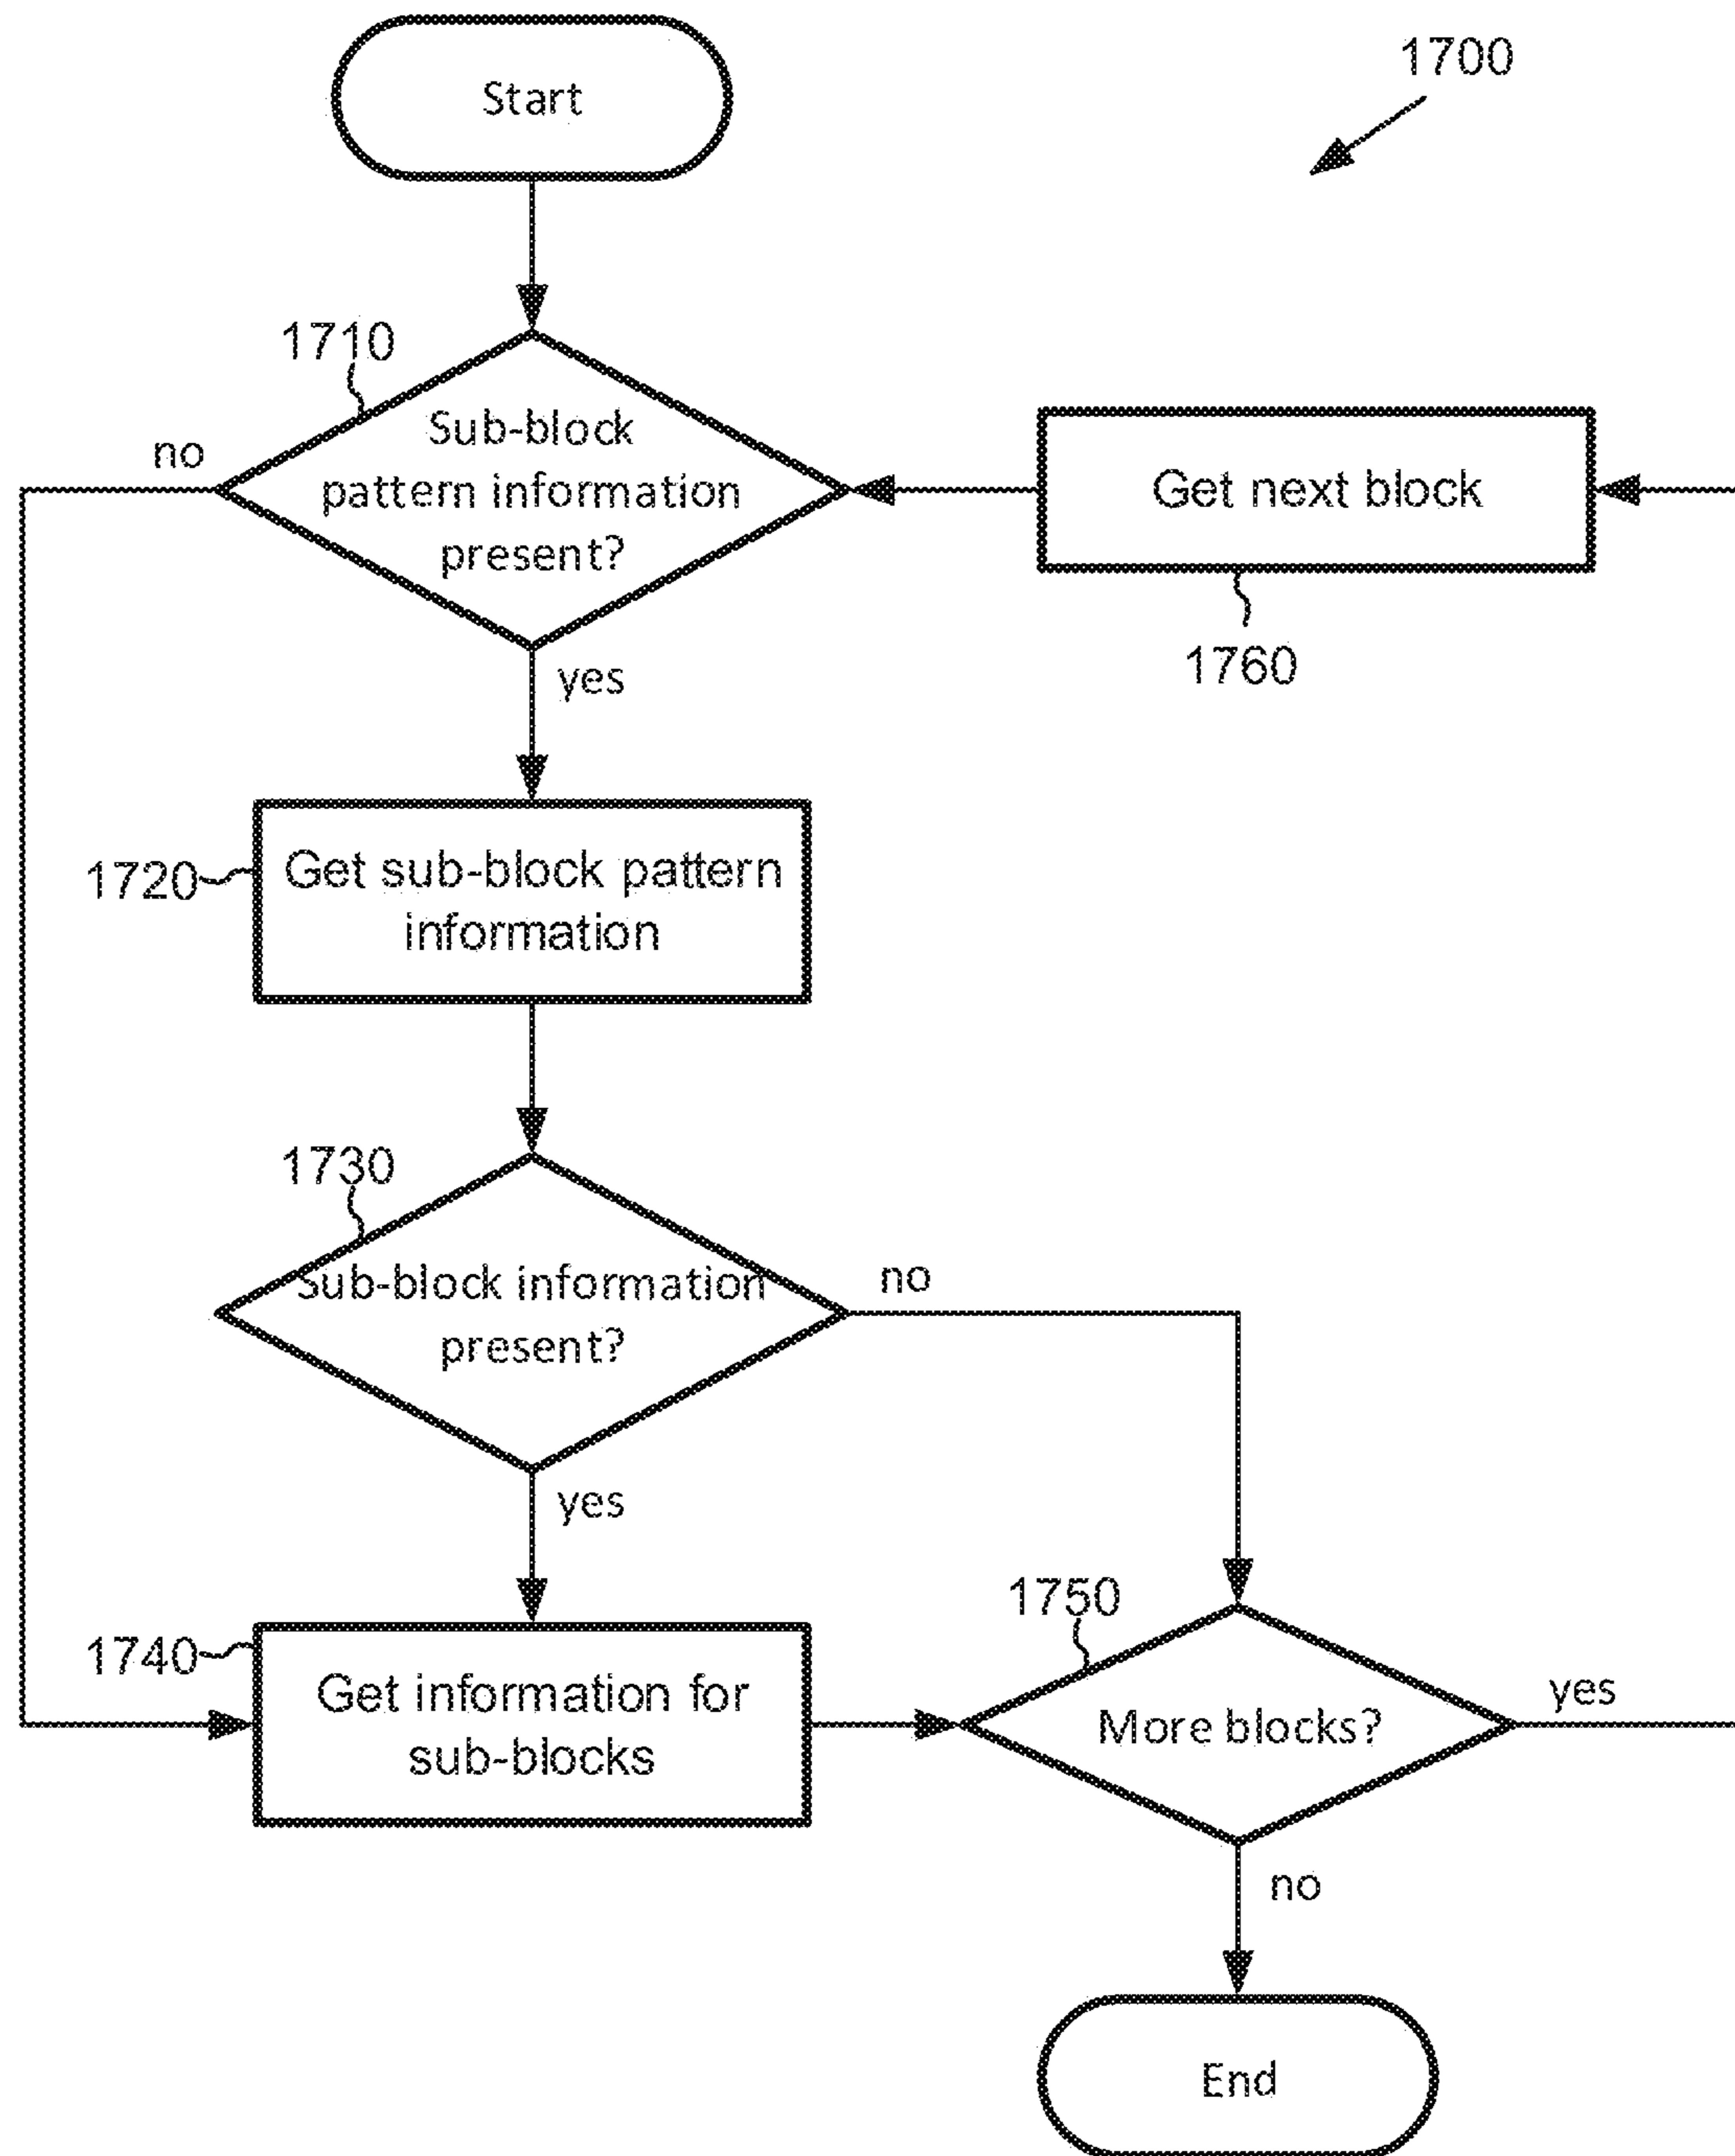 Start
1700
1710
no
Sub-block
pattern information
present?
Get next block
1760
yes
1720
Get sub-block pattern
information
1730
Sub-block information
present?
no
yes
1740
Get information for
sub-blocks
1750
More blocks?
yes
no
End